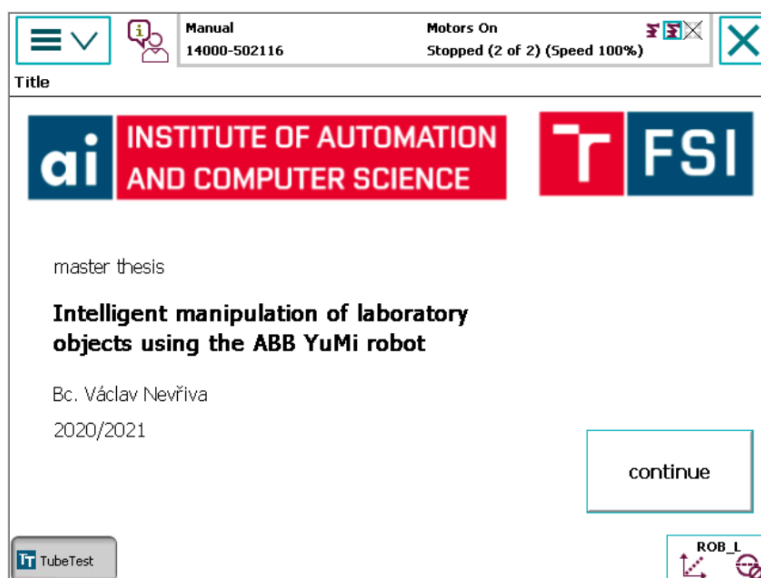 Manual
14000-502116
Motors On
Stopped (2 of 2) (Speed 100%)
Title
ai
INSTITUTE OF AUTOMATION
AND COMPUTER SCIENCE
T FSI
master thesis
Intelligent manipulation of laboratory
objects using the ABB YuMi robot
Bc. Václav Nevřiva
2020/2021
continue
TT TubeTest
ROB_L